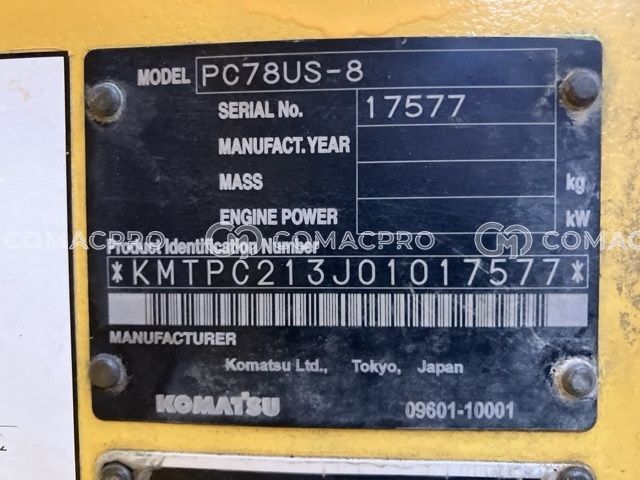 MODEL PC78US-8
SERIAL No. 17577
MANUFACT. YEAR
MASS kg
ENGINE POWER kW
COMACPRO COMACPRO COMAC
Product Identification Number
*KMTPC213J01017577*
MANUFACTURER
Komatsu Ltd., Tokyo, Japan
KOMATSU 09601-10001